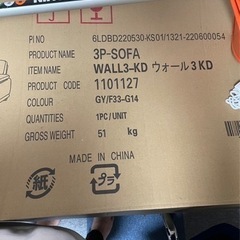 PI NO 6LDBD220530-KS01/1321-220600054
PRODUCT NAME 3P-SOFA
ITEM NAME WALL3-KD ウォール3KD
PRODUCT NO 1101127
COLOUR GY/F33-G14
QUANTITY 1PC/UNIT
GROSS WEIGHT 51 kg
MADE IN CHINA
紙 プラ